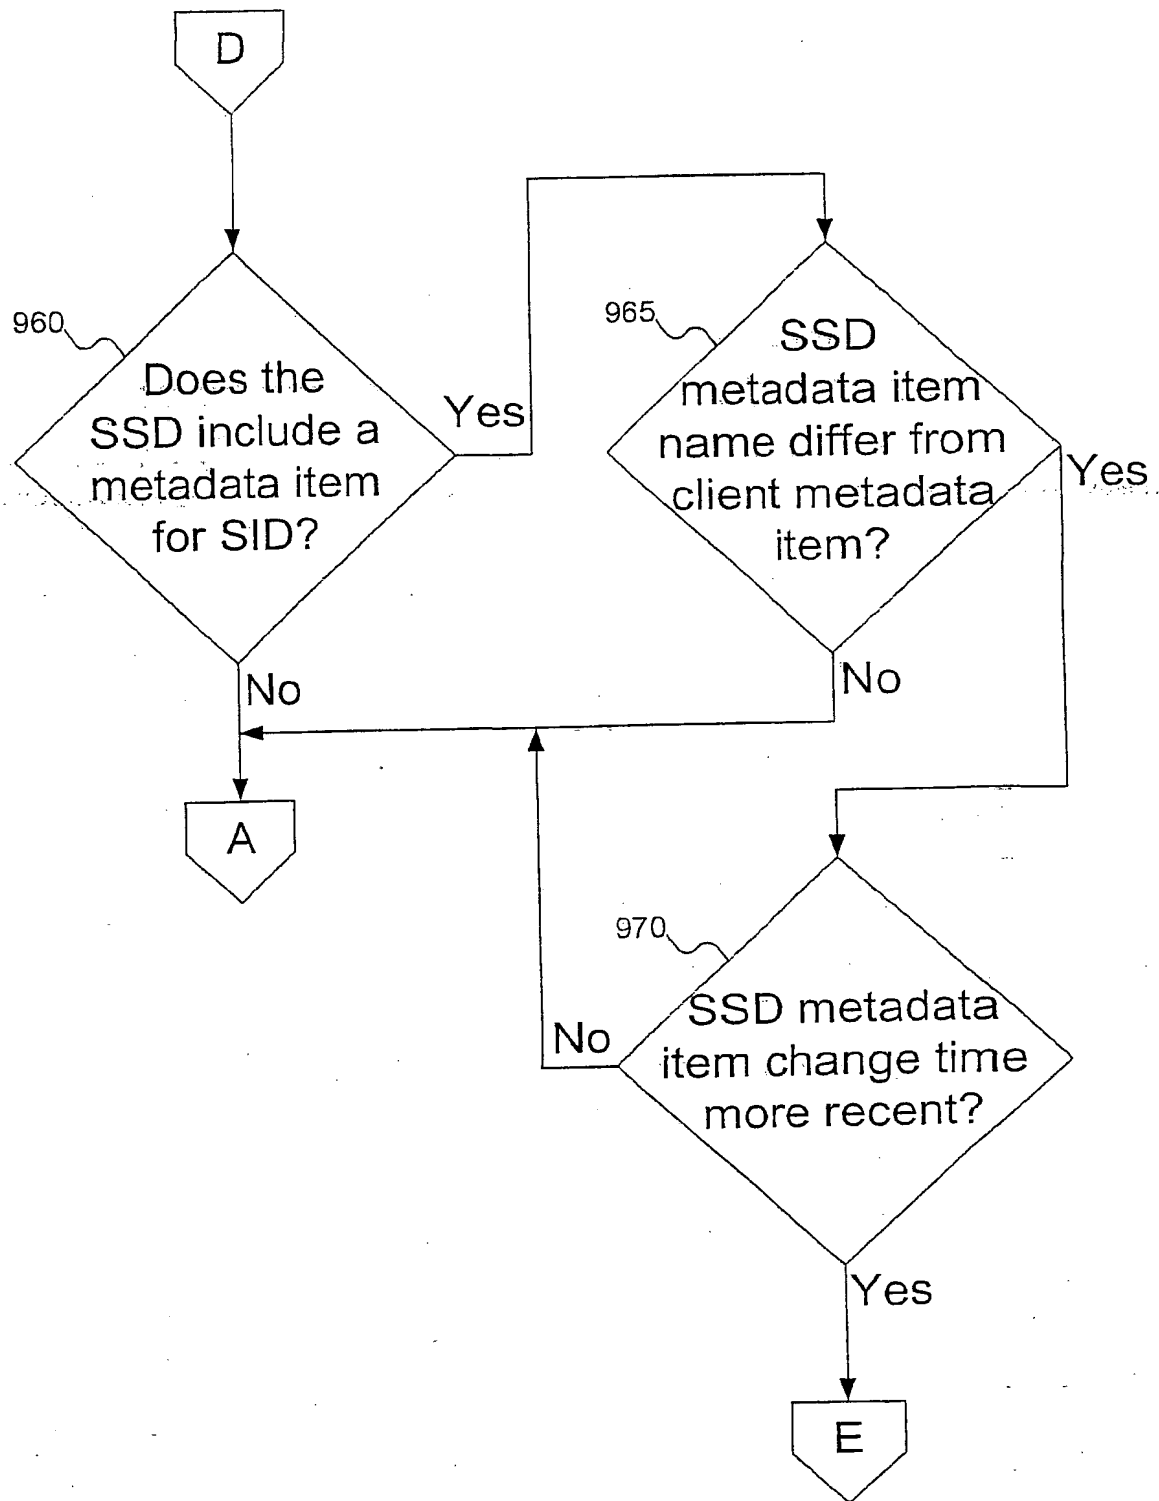 D
960
Does the
SSD include a
metadata item
for SID?
Yes
No
965
SSD
metadata item
name differ from
client metadata
item?
Yes
No
A
970
SSD metadata
item change time
more recent?
No
Yes
E